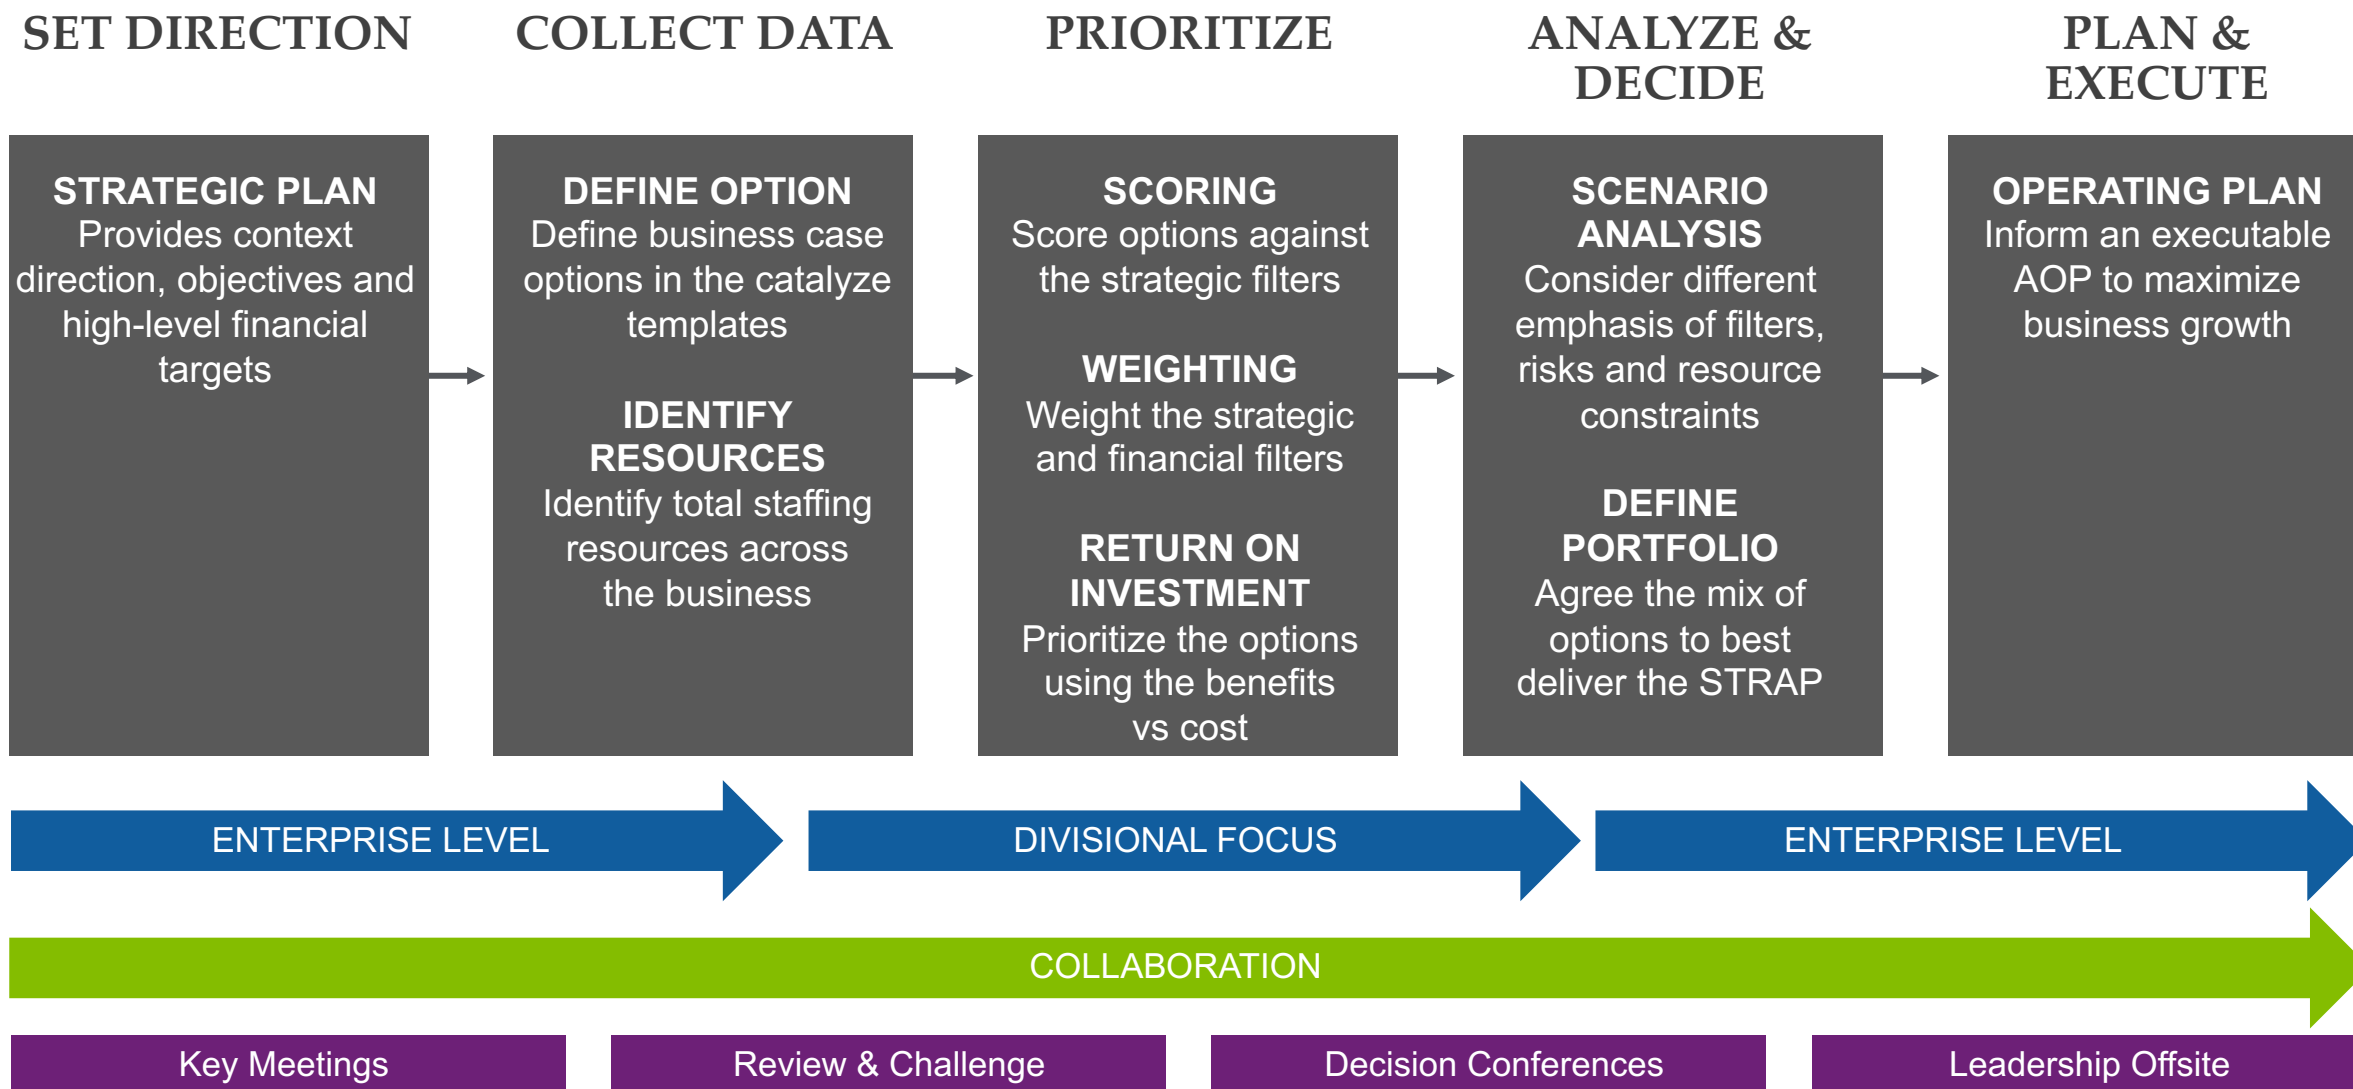 SET DIRECTION
COLLECT DATA
PRIORITIZE
ANALYZE &
DECIDE
PLAN &
EXECUTE
STRATEGIC PLAN
Provides context
direction, objectives and
high-level financial
targets
DEFINE OPTION
Define business case
options in the catalyze
templates
IDENTIFY
RESOURCES
Identify total staffing
resources across
the business
SCORING
Score options against
the strategic filters
WEIGHTING
Weight the strategic
and financial filters
RETURN ON
INVESTMENT
Prioritize the options
using the benefits
vs cost
SCENARIO
ANALYSIS
Consider different
emphasis of filters,
risks and resource
constraints
DEFINE
PORTFOLIO
Agree the mix of
options to best
deliver the STRAP
OPERATING PLAN
Inform an executable
AOP to maximize
business growth
ENTERPRISE LEVEL
DIVISIONAL FOCUS
ENTERPRISE LEVEL
COLLABORATION
Key Meetings
Review & Challenge
Decision Conferences
Leadership Offsite